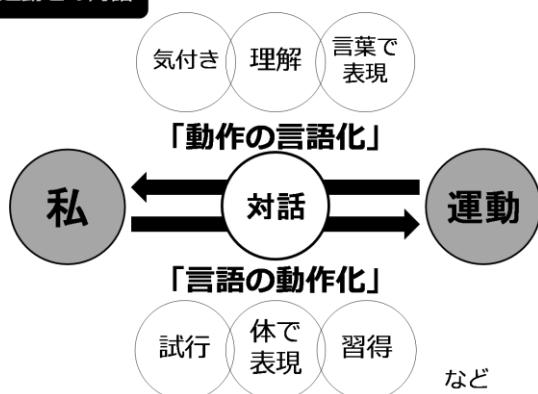 気付き
理解
言葉で
表現
「動作の言語化」
私
対話
運動
「言語の動作化」
試行
体で
表現
習得
など